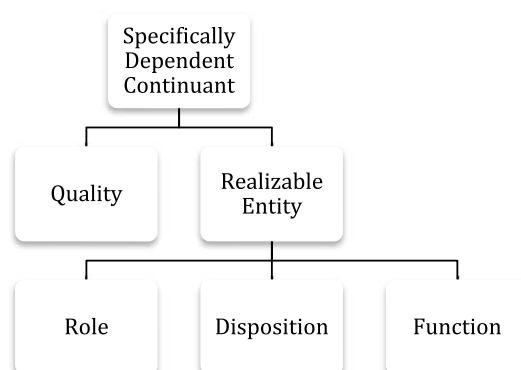 Specifically
Dependent
Continuant
Quality
Realizable
Entity
Role
Disposition
Function